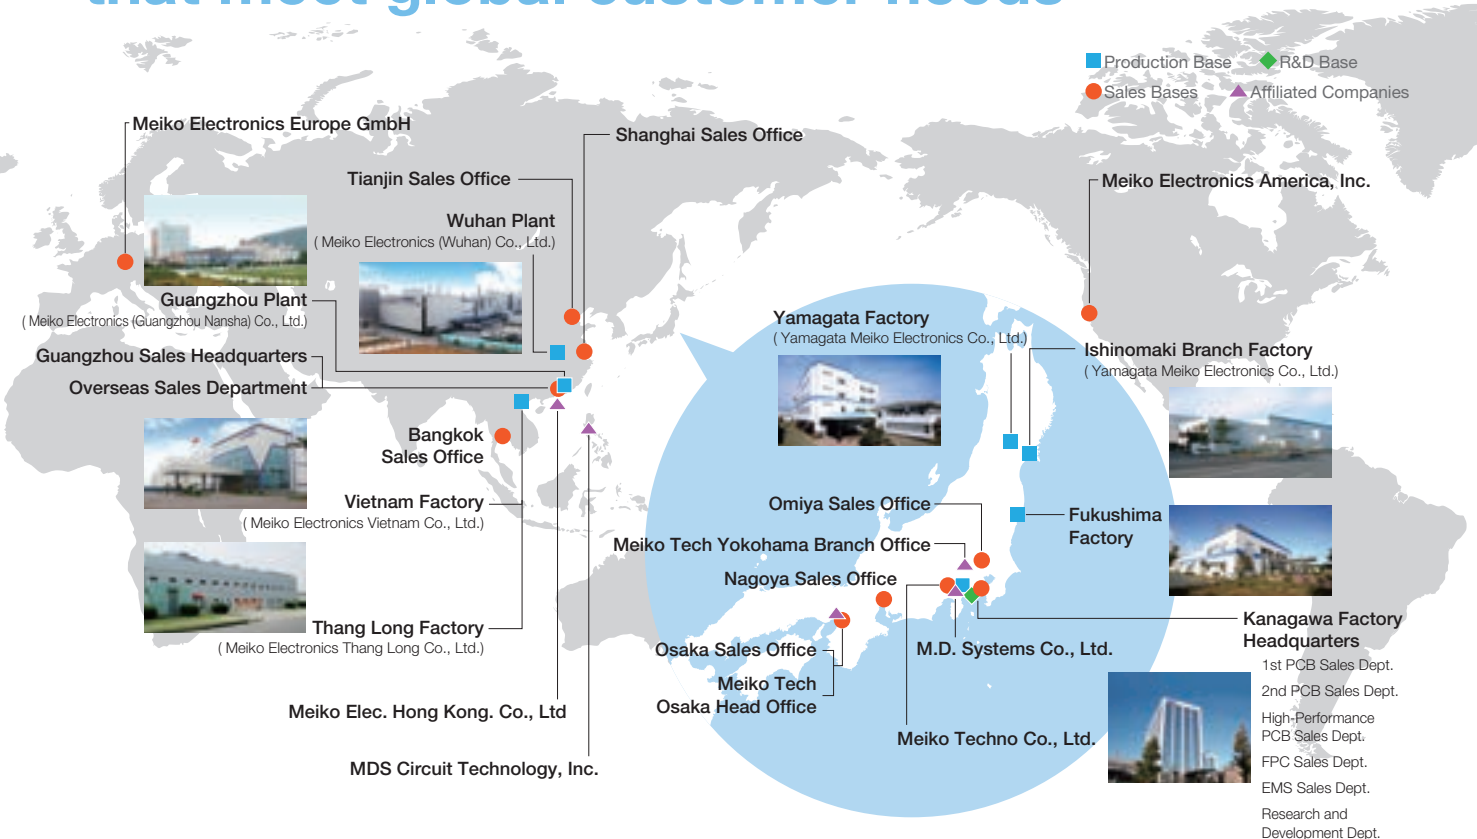 that meet global customer needs
Production Base
R&D Base
Sales Bases
Affiliated Companies
Meiko Electronics Europe GmbH
Shanghai Sales Office
Tianjin Sales Office
Meiko Electronics America, Inc.
Wuhan Plant
( Meiko Electronics (Wuhan) Co., Ltd.)
Guangzhou Plant
( Meiko Electronics (Guangzhou Nansha) Co., Ltd.)
Guangzhou Sales Headquarters
Overseas Sales Department
Bangkok
Sales Office
Vietnam Factory
( Meiko Electronics Vietnam Co., Ltd.)
Thang Long Factory
( Meiko Electronics Thang Long Co., Ltd.)
Meiko Elec. Hong Kong. Co., Ltd
MDS Circuit Technology, Inc.
Yamagata Factory
( Yamagata Meiko Electronics Co., Ltd.)
Ishinomaki Branch Factory
( Yamagata Meiko Electronics Co., Ltd.)
Omiya Sales Office
Fukushima
Factory
Meiko Tech Yokohama Branch Office
Nagoya Sales Office
Osaka Sales Office
Meiko Tech
Osaka Head Office
M.D. Systems Co., Ltd.
Meiko Techno Co., Ltd.
Kanagawa Factory
Headquarters
1st PCB Sales Dept.
2nd PCB Sales Dept.
High-Performance
PCB Sales Dept.
FPC Sales Dept.
EMS Sales Dept.
Research and
Development Dept.